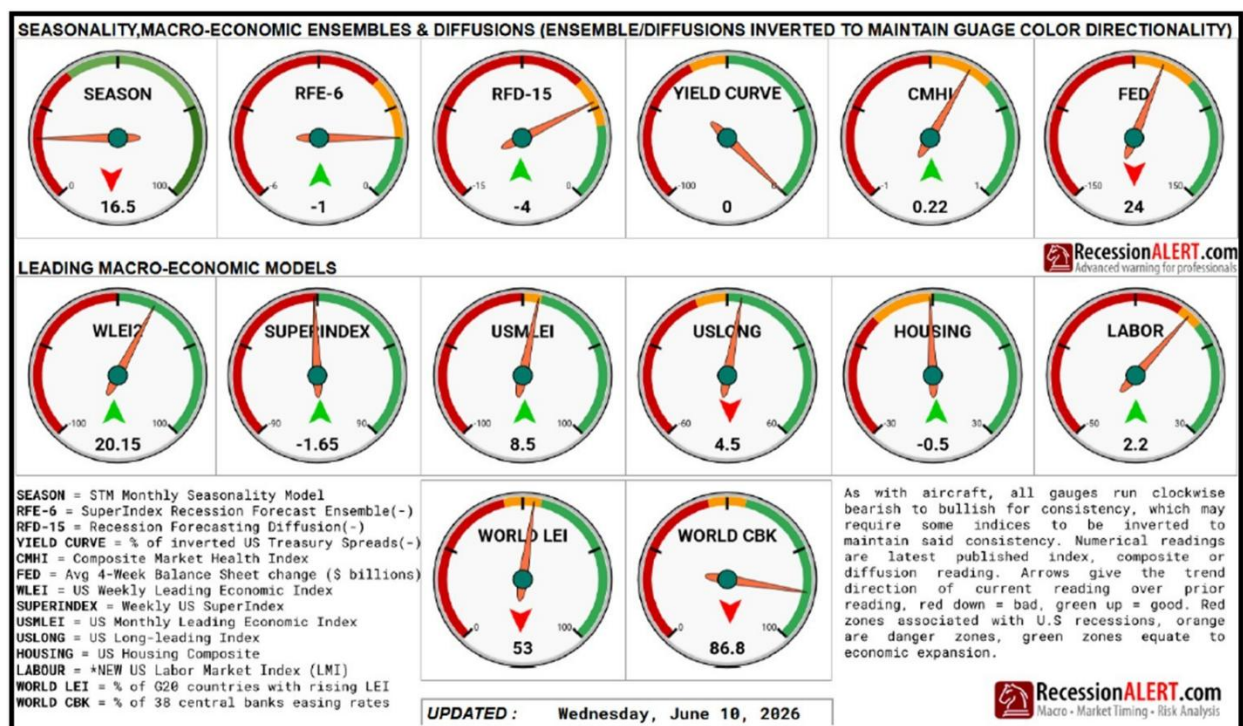 SEASONALITY,MACRO-ECONOMIC ENSEMBLES & DIFFUSIONS (ENSEMBLE/DIFFUSIONS INVERTED TO MAINTAIN GUAGE COLOR DIRECTIONALITY)
SEASON
0 100
16.5
RFE-6
-6 0
-1
RFD-15
-15 0
-4
YIELD CURVE
-100 0
0
CMHI
-1 1
0.22
FED
-150 150
24
RecessionALERT.com
Advanced warning for professionals
LEADING MACRO-ECONOMIC MODELS
WLEI2
-100 100
20.15
SUPERINDEX
-90 90
-1.65
USMLEI
-100 100
8.5
USLONG
-60 60
4.5
HOUSING
-30 30
-0.5
LABOR
-50 30
2.2
SEASON = STM Monthly Seasonality Model
RFE-6 = SuperIndex Recession Forecast Ensemble(-)
RFD-15 = Recession Forecasting Diffusion(-)
YIELD CURVE = % of inverted US Treasury Spreads(-)
CMHI = Composite Market Health Index
FED = Avg 4-Week Balance Sheet change ($ billions)
WLEI = US Weekly Leading Economic Index
SUPERINDEX = Weekly US SuperIndex
USMLEI = US Monthly Leading Economic Index
USLONG = US Long-leading Index
HOUSING = US Housing Composite
LABOUR = *NEW US Labor Market Index (LMI)
WORLD LEI = % of G20 countries with rising LEI
WORLD CBK = % of 38 central banks easing rates
WORLD LEI
0 100
53
WORLD CBK
0 100
86.8
UPDATED : Wednesday, June 10, 2026
As with aircraft, all gauges run clockwise
bearish to bullish for consistency, which may
require some indices to be inverted to
maintain said consistency. Numerical readings
are latest published index, composite or
diffusion reading. Arrows give the trend
direction of current reading over prior
reading, red down = bad, green up = good. Red
zones associated with U.S recessions, orange
are danger zones, green zones equate to
economic expansion.
RecessionALERT.com
Macro • Market Timing • Risk Analysis